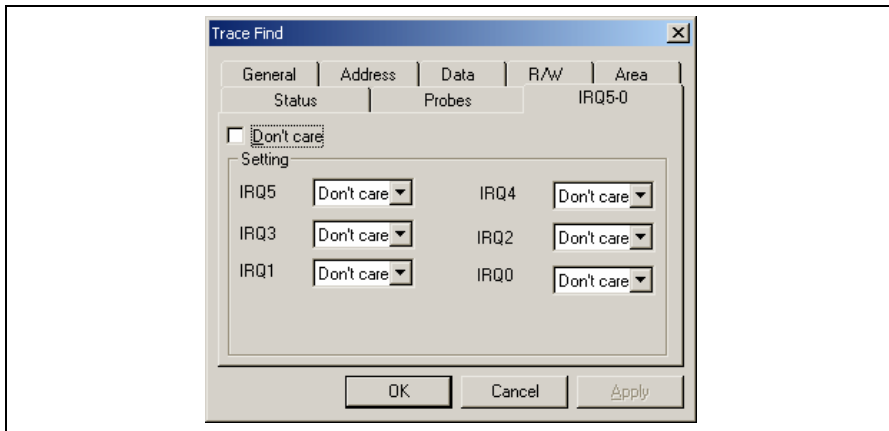 Trace Find
General Address Data R/W Area
Status Probes IRQ5-0
Don't care
Setting
IRQ5 Don't care IRQ4 Don't care
IRQ3 Don't care IRQ2 Don't care
IRQ1 Don't care IRQ0 Don't care
OK Cancel Apply